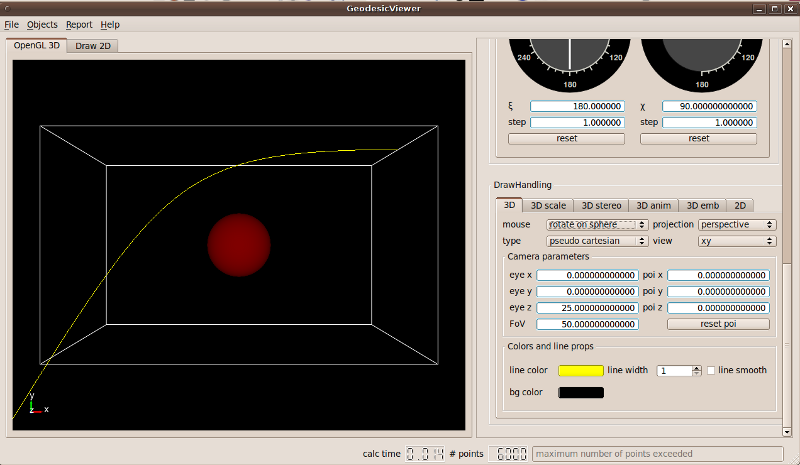 GeodesicViewer
File Objects Report Help
OpenGL 3D Draw 2D
240 120 120
180 180
ξ 180.000000 χ 90.000000000000
step 1.000000 step 1.000000
reset reset
DrawHandling
3D 3D scale 3D stereo 3D anim 3D emb 2D
mouse rotate on sphere projection perspective
type pseudo cartesian view xy
Camera parameters
eye x 0.000000000000 poi x 0.000000000000
eye y 0.000000000000 poi y 0.000000000000
eye z 25.000000000000 poi z 0.000000000000
FoV 50.000000000000 reset poi
Colors and line props
line color line width 1 line smooth
bg color
y
z x
calc time 0.014 # points 6000 maximum number of points exceeded